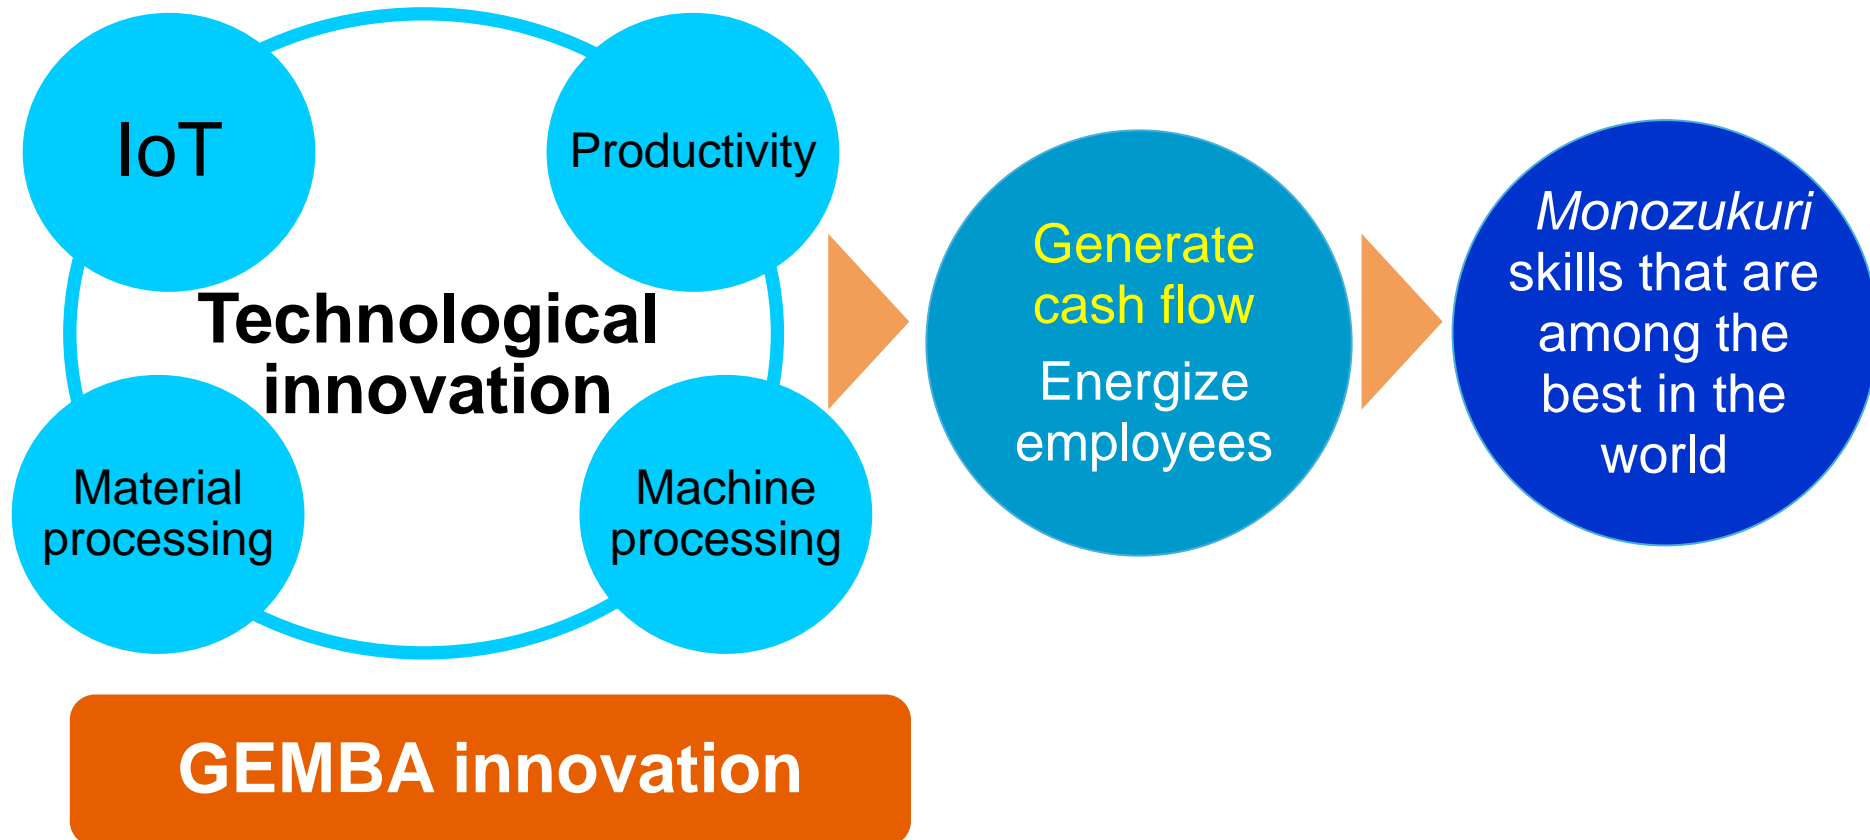 IoT
Productivity
Technological
innovation
Material
processing
Machine
processing
GEMBA innovation
Generate
cash flow
Energize
employees
Monozukuri
skills that are
among the
best in the
world